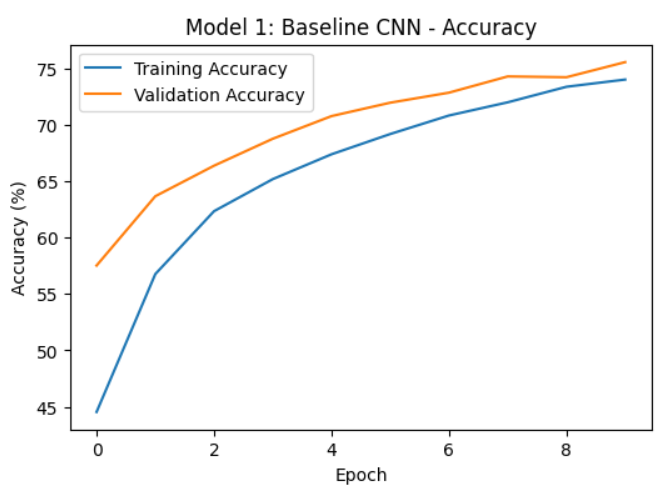 Model 1: Baseline CNN - Accuracy
Training Accuracy
Validation Accuracy
Accuracy (%)
75
70
65
60
55
50
45
0 2 4 6 8
Epoch